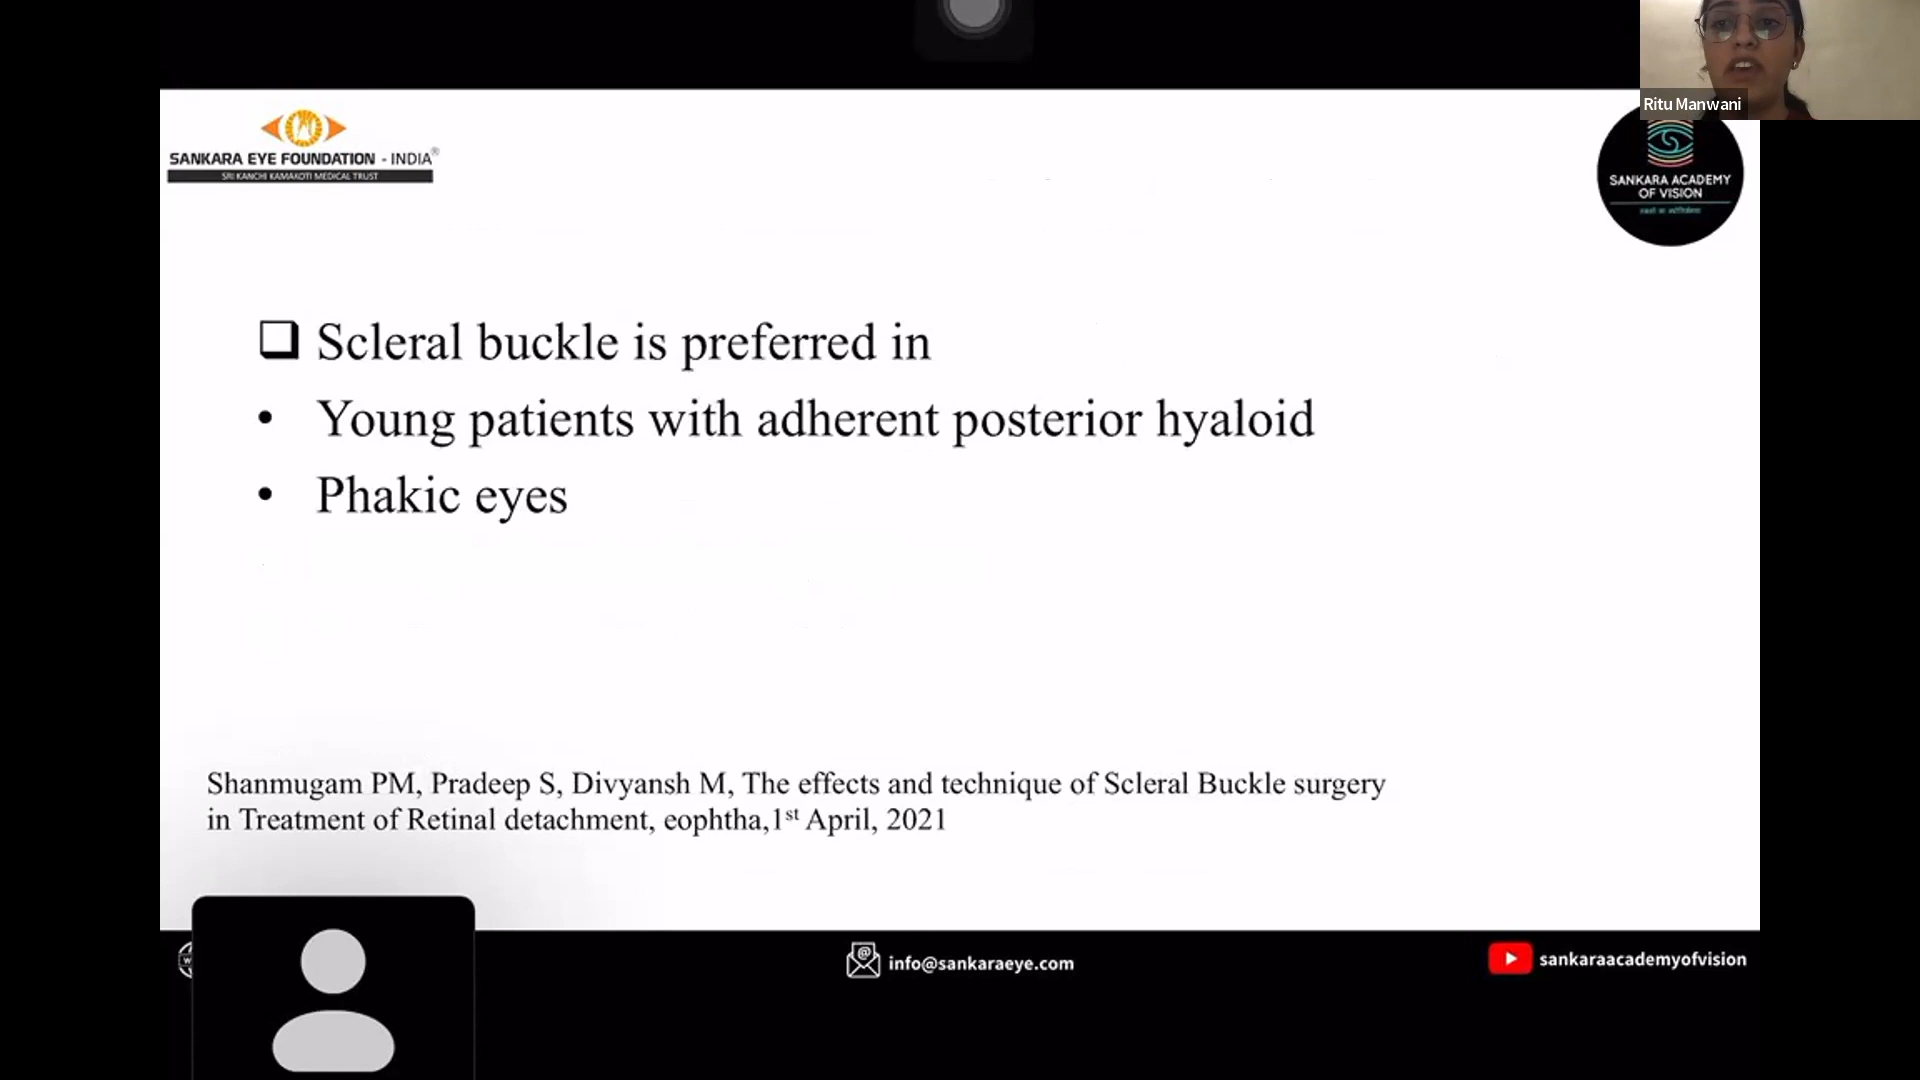 Ritu Manwani
SANKARA EYE FOUNDATION - INDIA®
SRI KANCHI KAMAKOTI MEDICAL TRUST
SANKARA ACADEMY
OF VISION
❑ Scleral buckle is preferred in
• Young patients with adherent posterior hyaloid
• Phakic eyes
Shanmugam PM, Pradeep S, Divyansh M, The effects and technique of Scleral Buckle surgery
in Treatment of Retinal detachment, eophtha,1st April, 2021
info@sankaraeye.com
sankaraacademyofvision